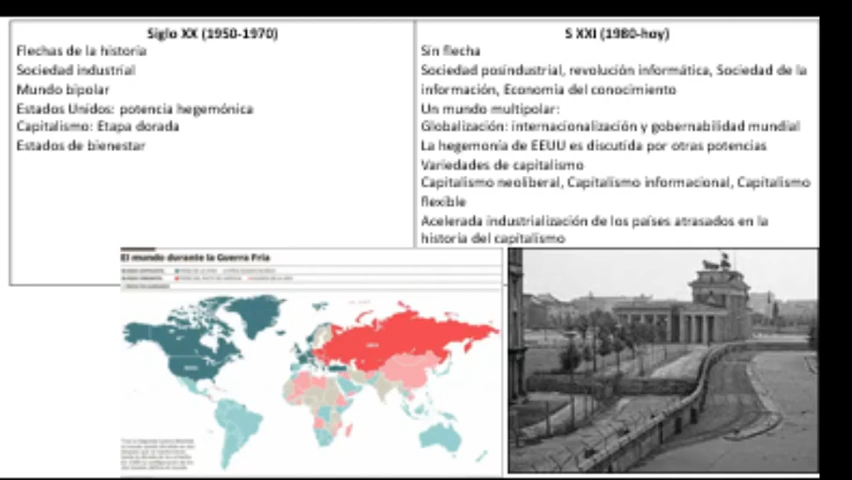 Siglo XX (1950-1970)
Flechas de la historia
Sociedad industrial
Mundo bipolar
Estados Unidos: potencia hegemónica
Capitalismo: Etapa dorada
Estados de bienestar
S XXI (1980-hoy)
Sin flecha
Sociedad posindustrial, revolución informática, Sociedad de la
información, Economía del conocimiento
Un mundo multipolar:
Globalización: internacionalización y gobernabilidad mundial
La hegemonía de EEUU es discutida por otras potencias
Variedades de capitalismo
Capitalismo neoliberal, Capitalismo informacional, Capitalismo
flexible
Acelerada industrialización de los países atrasados en la
historia del capitalismo
El mundo durante la Guerra Fría